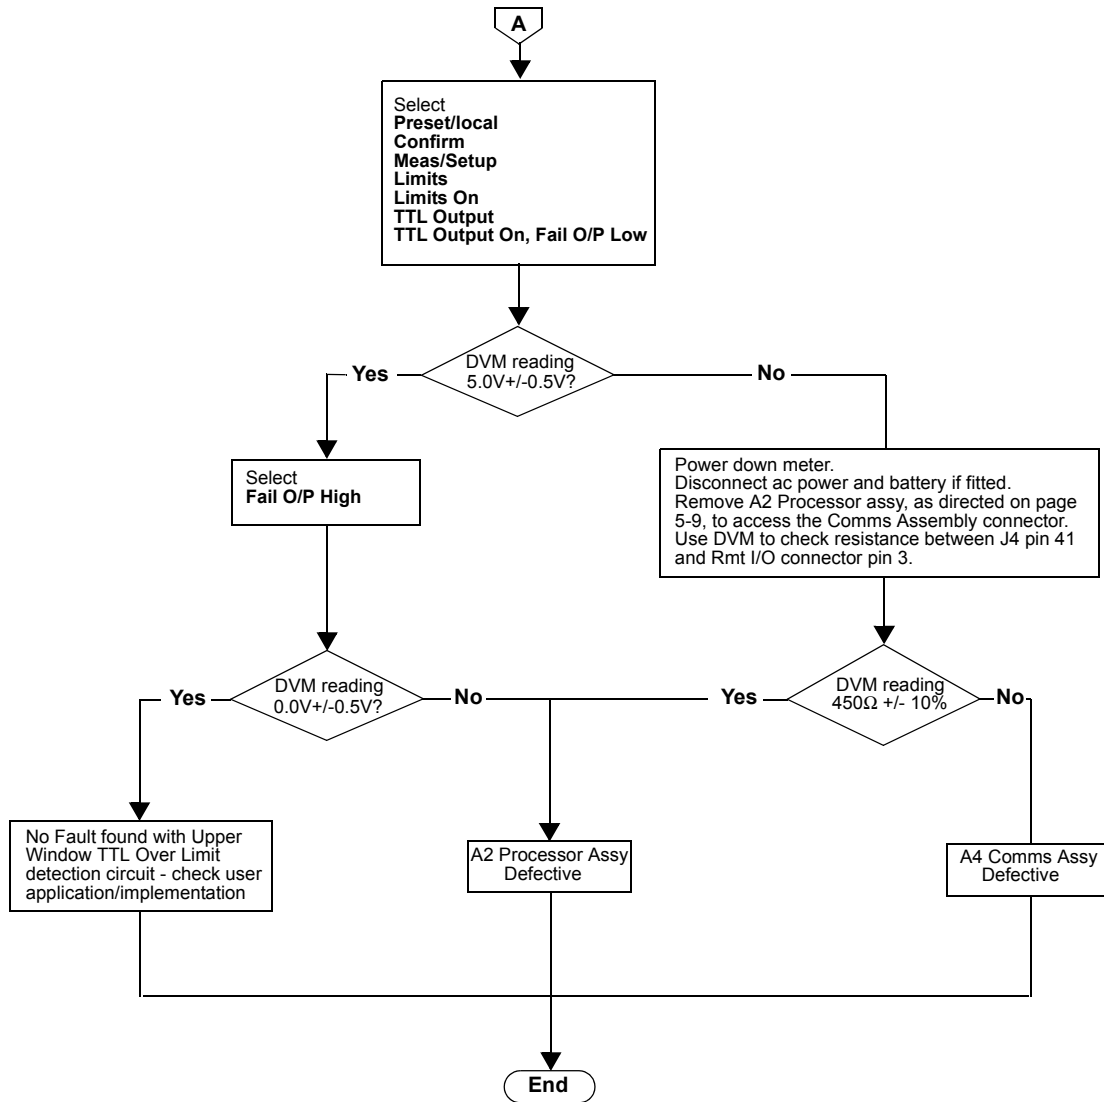 A
Select
Preset/local
Confirm
Meas/Setup
Limits
Limits On
TTL Output
TTL Output On, Fail O/P Low
DVM reading
5.0V+/-0.5V?
Yes
No
Select
Fail O/P High
Power down meter.
Disconnect ac power and battery if fitted.
Remove A2 Processor assy, as directed on page
5-9, to access the Comms Assembly connector.
Use DVM to check resistance between J4 pin 41
and Rmt I/O connector pin 3.
Yes
DVM reading
0.0V+/-0.5V?
No
Yes
DVM reading
450Ω +/- 10%
No
No Fault found with Upper
Window TTL Over Limit
detection circuit - check user
application/implementation
A2 Processor Assy
Defective
A4 Comms Assy
Defective
End